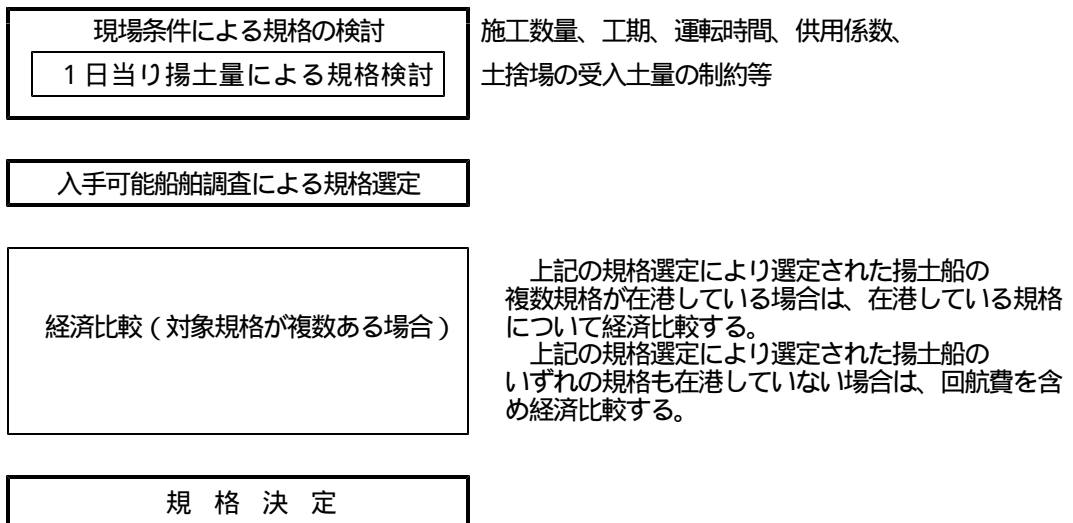 現場条件による規格の検討
施工数量、工期、運転時間、供用係数、
１日当り揚土量による規格検討
土捨場の受入土量の制約等
入手可能船舶調査による規格選定
経済比較（対象規格が複数ある場合）
上記の規格選定により選定された揚土船の
複数規格が在港している場合は、在港している規格
について経済比較する。
上記の規格選定により選定された揚土船の
いずれの規格も在港していない場合は、回航費を含
め経済比較する。
規　格　決　定